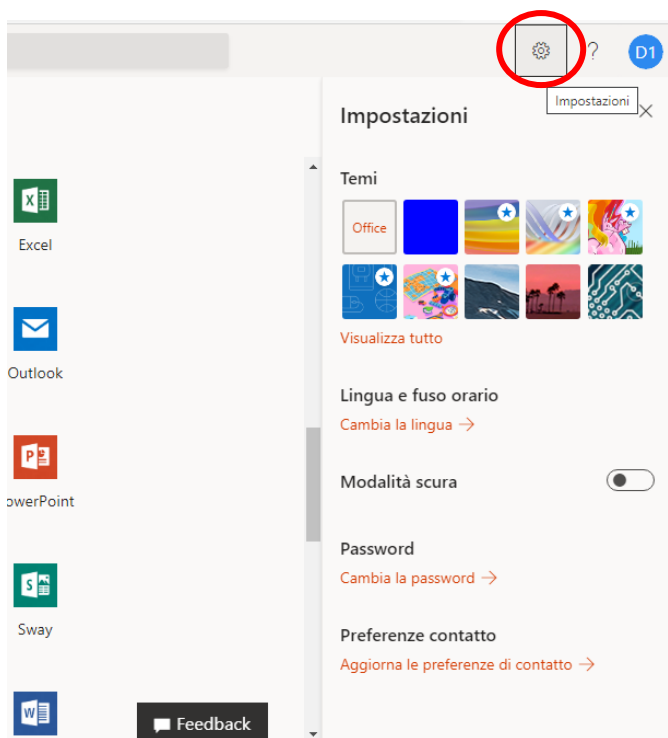 ? D1
Impostazioni
Impostazioni
Temi
Office
Visualizza tutto
Lingua e fuso orario
Cambia la lingua →
Modalità scura
Password
Cambia la password →
Preferenze contatto
Aggiorna le preferenze di contatto →
X
Excel
Outlook
P
owerPoint
S
Sway
W
Feedback